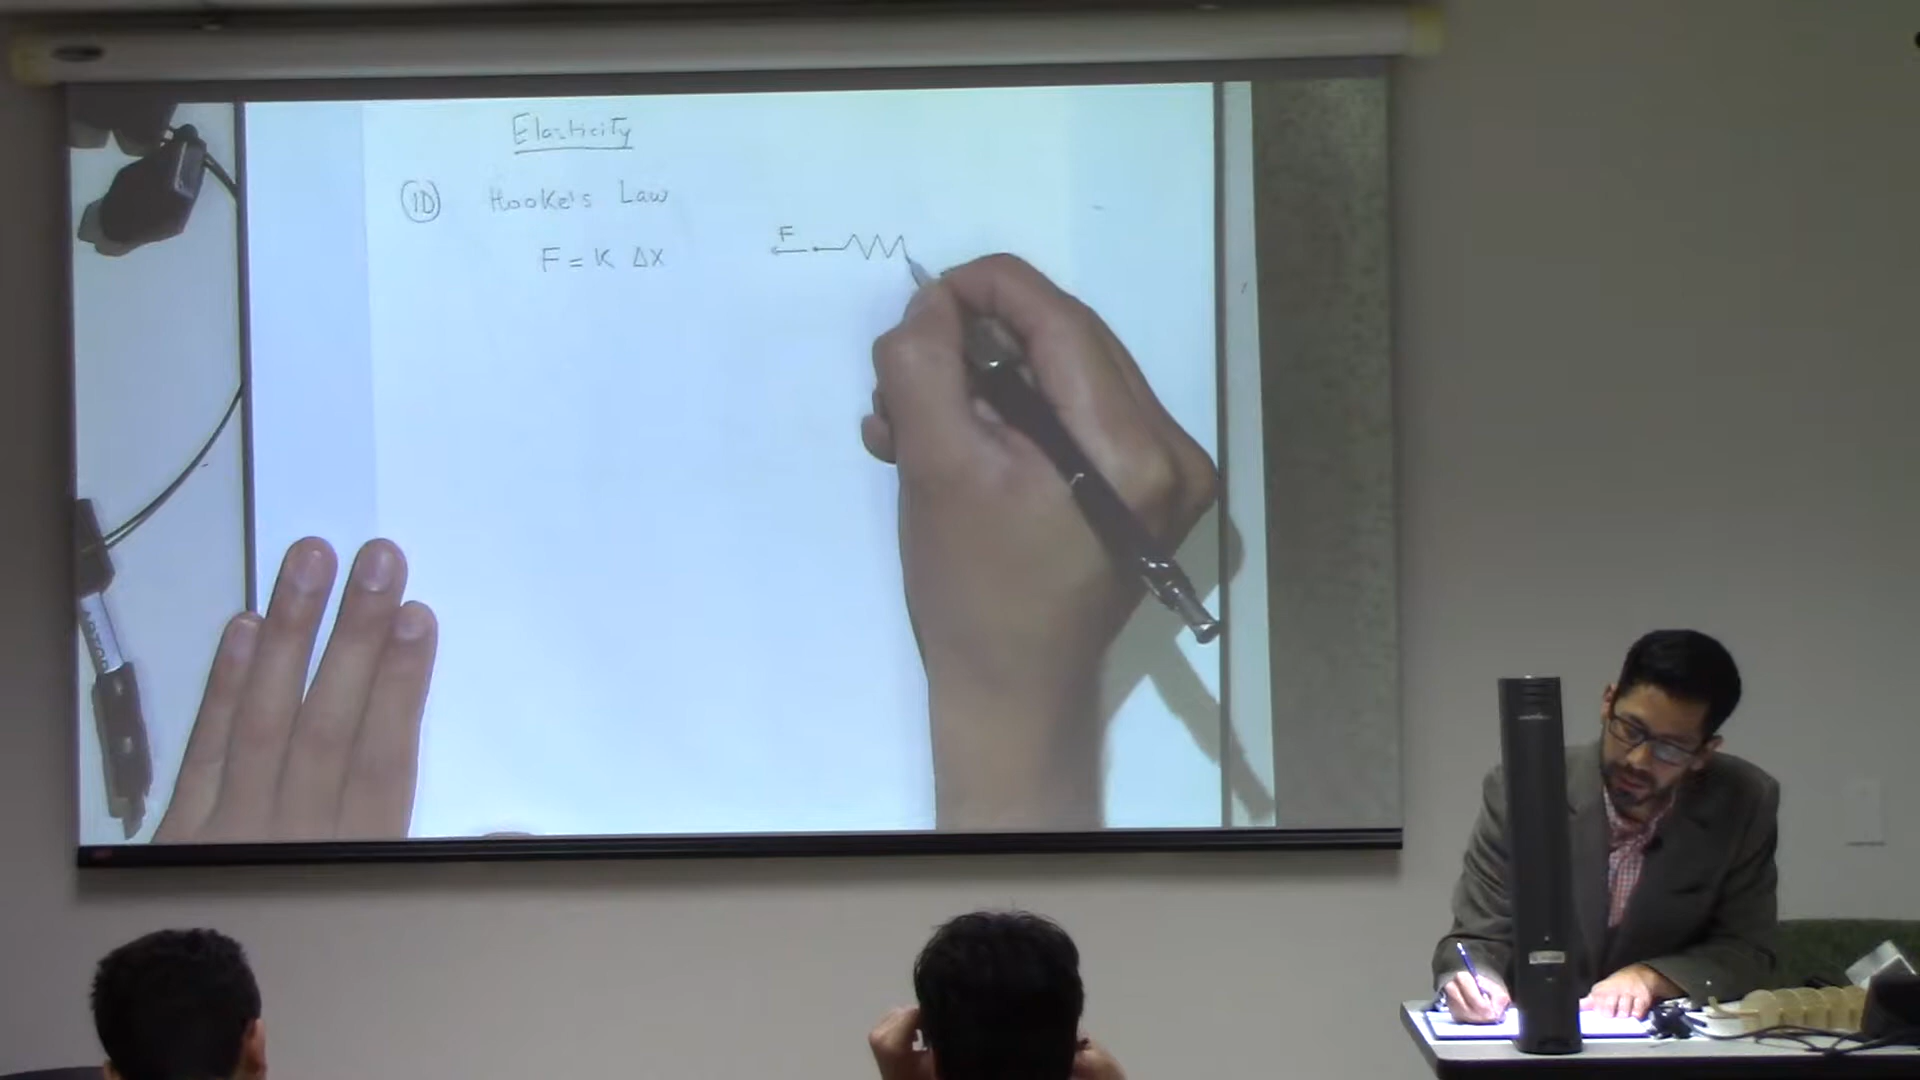 Elasticity
1D Hooke's Law
F = K Δx
F